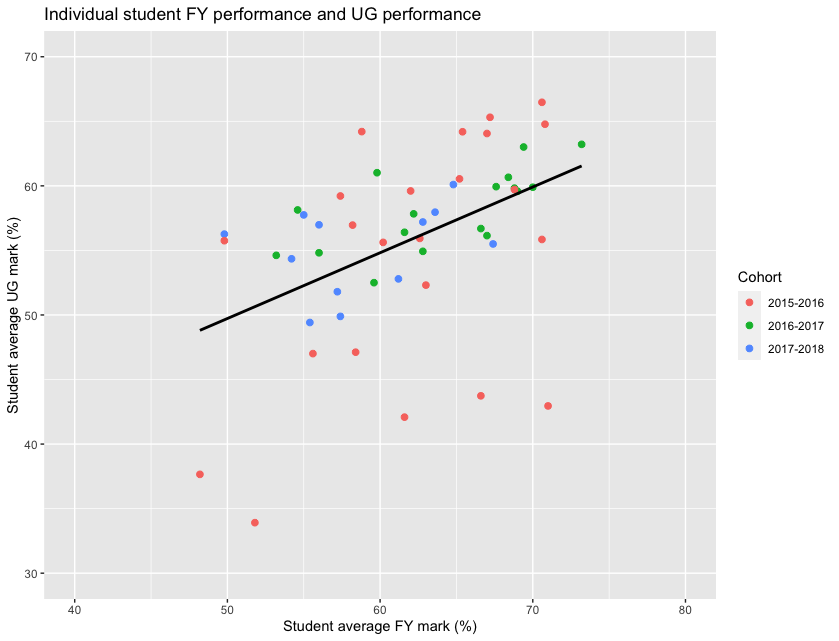 Individual student FY performance and UG performance
70
60
50
40
30
Student average UG mark (%)
40 50 60 70 80
Student average FY mark (%)
Cohort
2015-2016
2016-2017
2017-2018